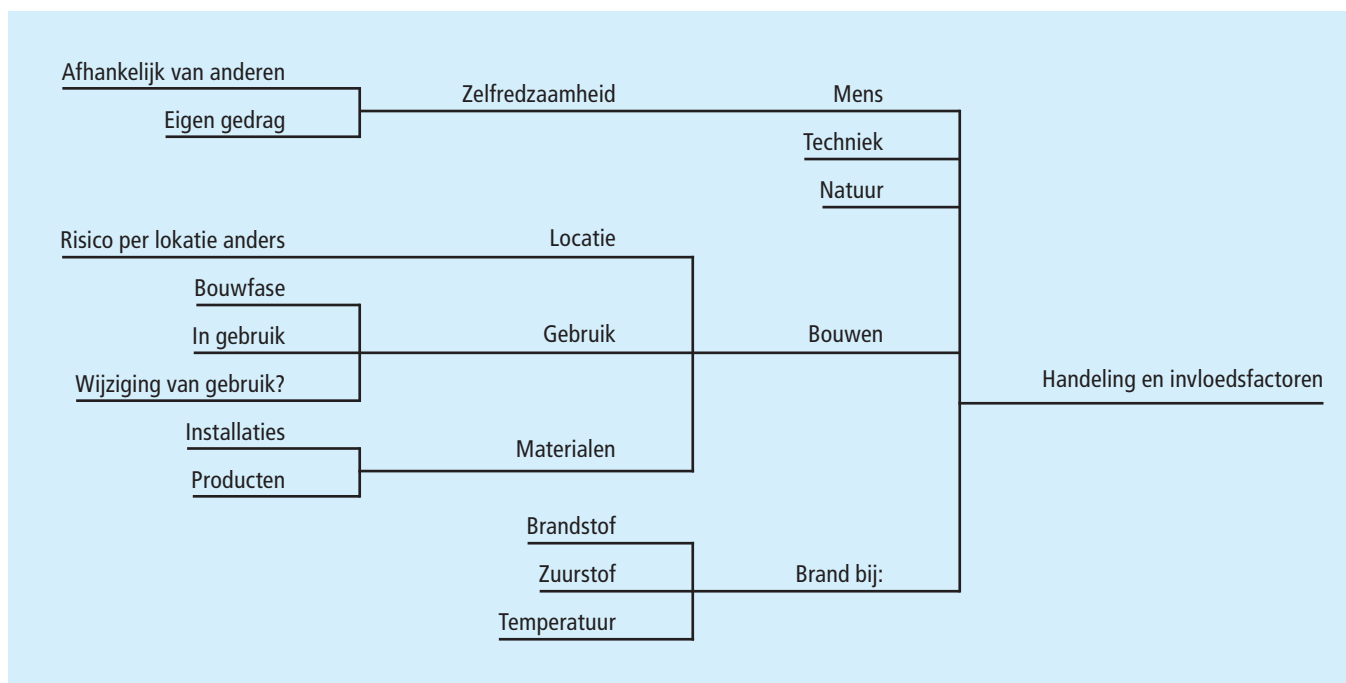 Afhankelijk van anderen
Zelfredzaamheid
Mens
Eigen gedrag
Techniek
Natuur
Risico per lokatie anders
Locatie
Bouwfase
In gebruik
Gebruik
Bouwen
Wijziging van gebruik?
Handeling en invloedsfactoren
Installaties
Materialen
Producten
Brandstof
Zuurstof
Brand bij:
Temperatuur